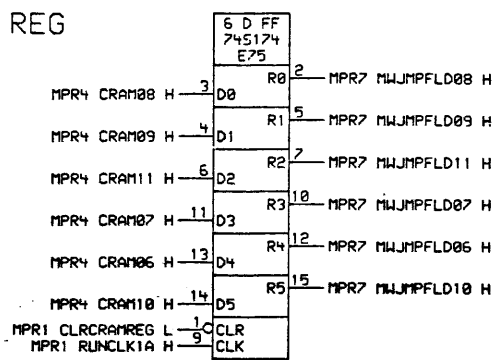 REG
6 D FF
74S174
E75
R0 2 MPR7 MWJMPFLD08 H
MPR4 CRAM08 H 3 D0
R1 5 MPR7 MWJMPFLD09 H
MPR4 CRAM09 H 4 D1
R2 7 MPR7 MWJMPFLD11 H
MPR4 CRAM11 H 6 D2
R3 10 MPR7 MWJMPFLD07 H
MPR4 CRAM07 H 11 D3
R4 12 MPR7 MWJMPFLD06 H
MPR4 CRAM06 H 13 D4
R5 15 MPR7 MWJMPFLD10 H
MPR4 CRAM10 H 14 D5
MPR1 CLRCRAMREG L 1 CLR
MPR1 RUNCLK1A H 9 CLK